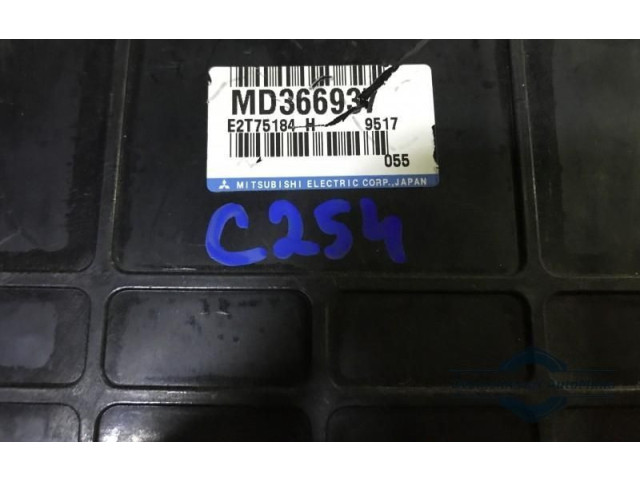 MD366937
E2T75184 H 9517
055
MITSUBISHI ELECTRIC CORP., JAPAN
C254